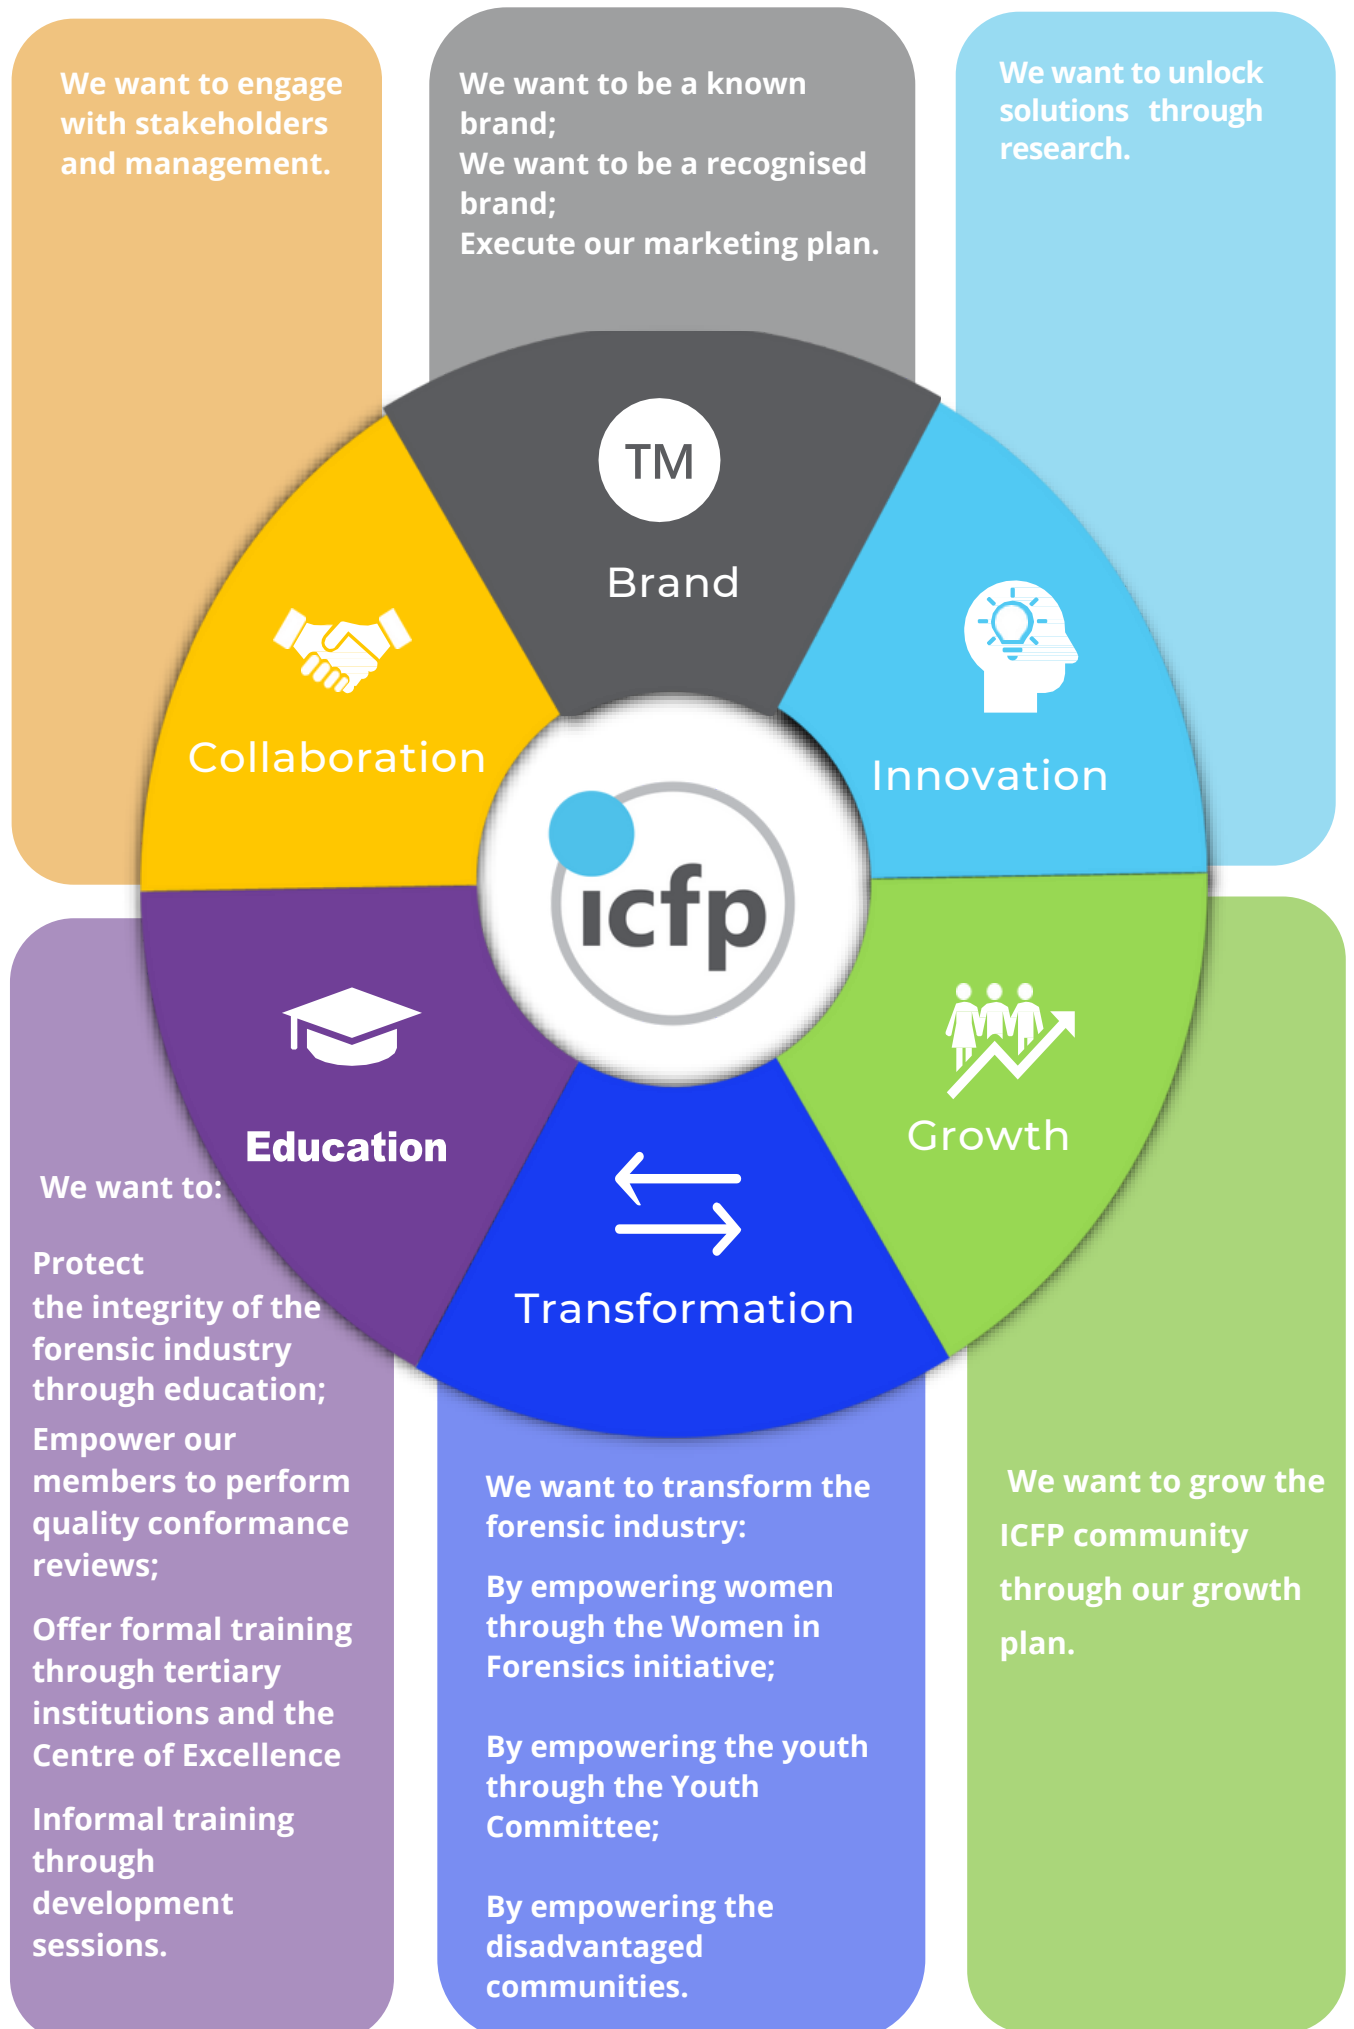 We want to engage
with stakeholders
and management.
We want to be a known
brand;
We want to be a recognised
brand;
Execute our marketing plan.
We want to unlock
solutions through
research.
TM
Brand
Collaboration
Innovation
icfp
Education
Growth
Transformation
We want to:
Protect
the integrity of the
forensic industry
through education;
Empower our
members to perform
quality conformance
reviews;
Offer formal training
through tertiary
institutions and the
Centre of Excellence
Informal training
through
development
sessions.
We want to transform the
forensic industry:
By empowering women
through the Women in
Forensics initiative;
By empowering the youth
through the Youth
Committee;
By empowering the
disadvantaged
communities.
We want to grow the
ICFP community
through our growth
plan.